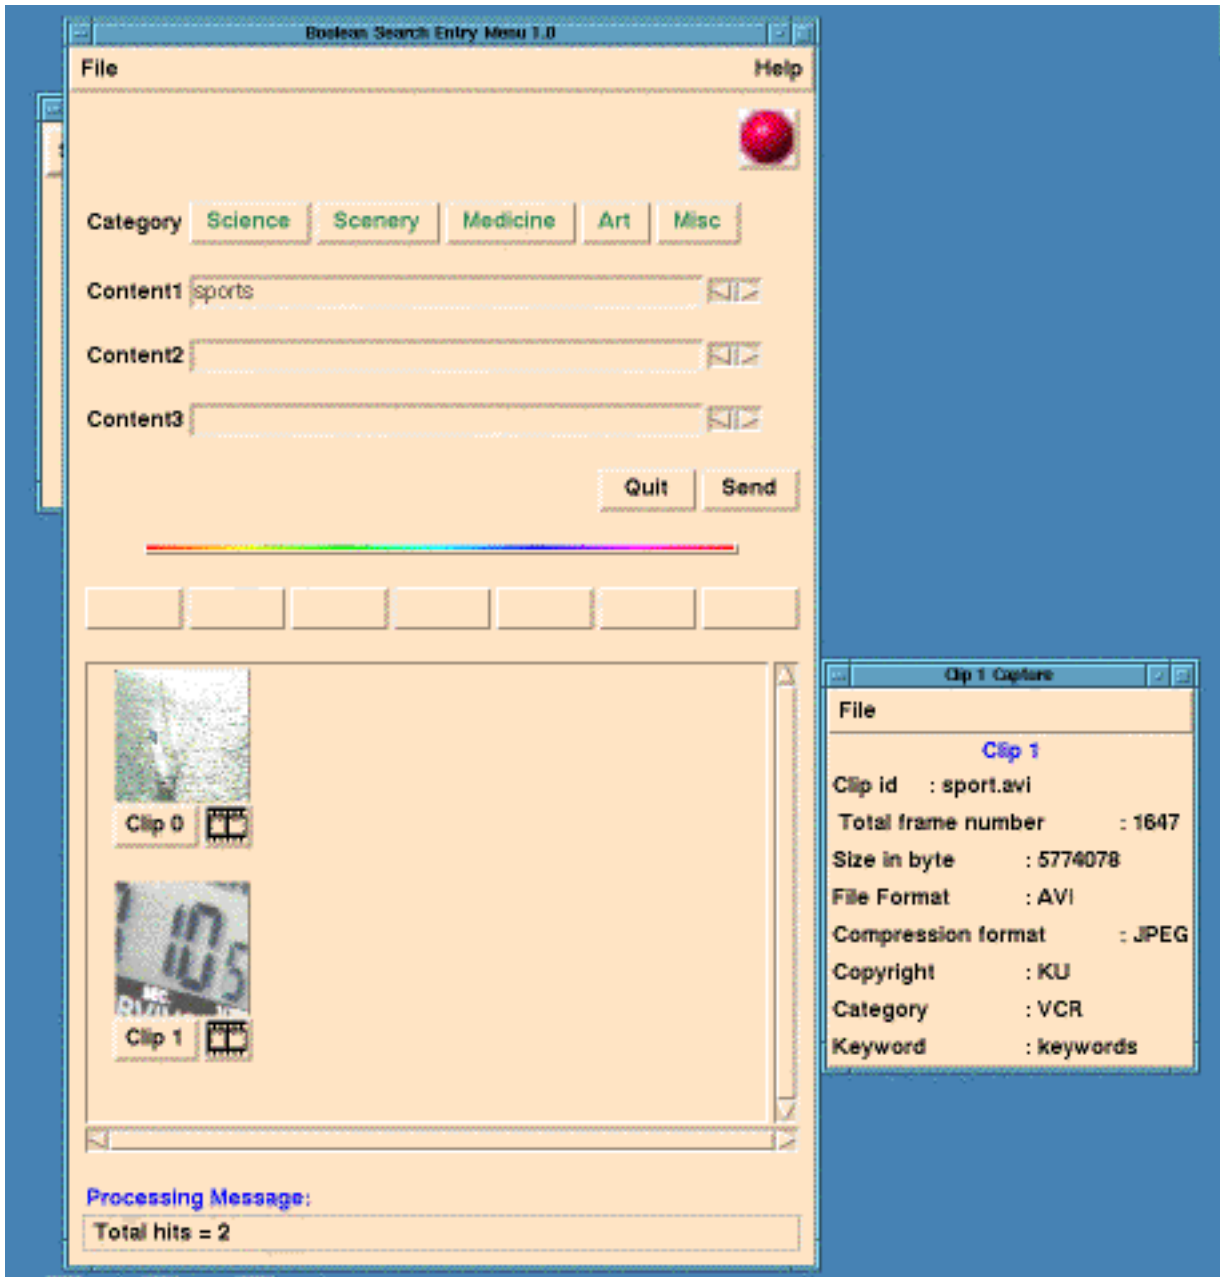 Boolean Search Entry Menu 1.0
File Help
Category Science Scenery Medicine Art Misc
Content1 sports
Content2
Content3
Quit Send
Clip 0
105
SEC
Clip 1
Processing Message:
Total hits = 2
Clip 1 Capture
File
Clip 1
Clip id : sport.avi
Total frame number : 1647
Size in byte : 5774078
File Format : AVI
Compression format : JPEG
Copyright : KU
Category : VCR
Keyword : keywords